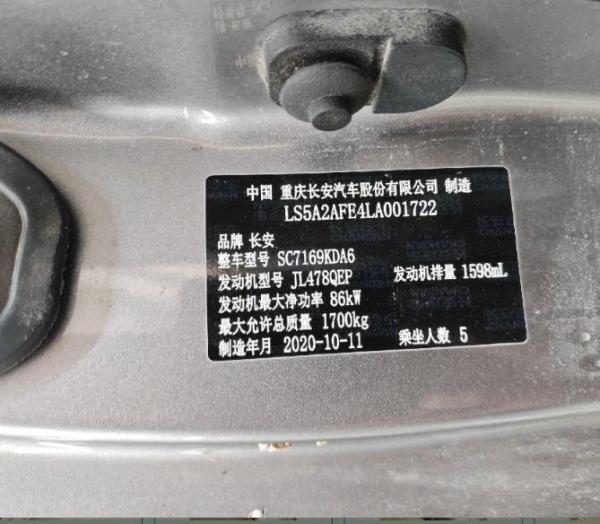 中国 重庆长安汽车股份有限公司 制造
LS5A2AFE4LA001722
品牌 长安
整车型号 SC7169KDA6
发动机型号 JL478QEP 发动机排量 1598mL
发动机最大净功率 86kW
最大允许总质量 1700kg
制造年月 2020-10-11 乘坐人数 5